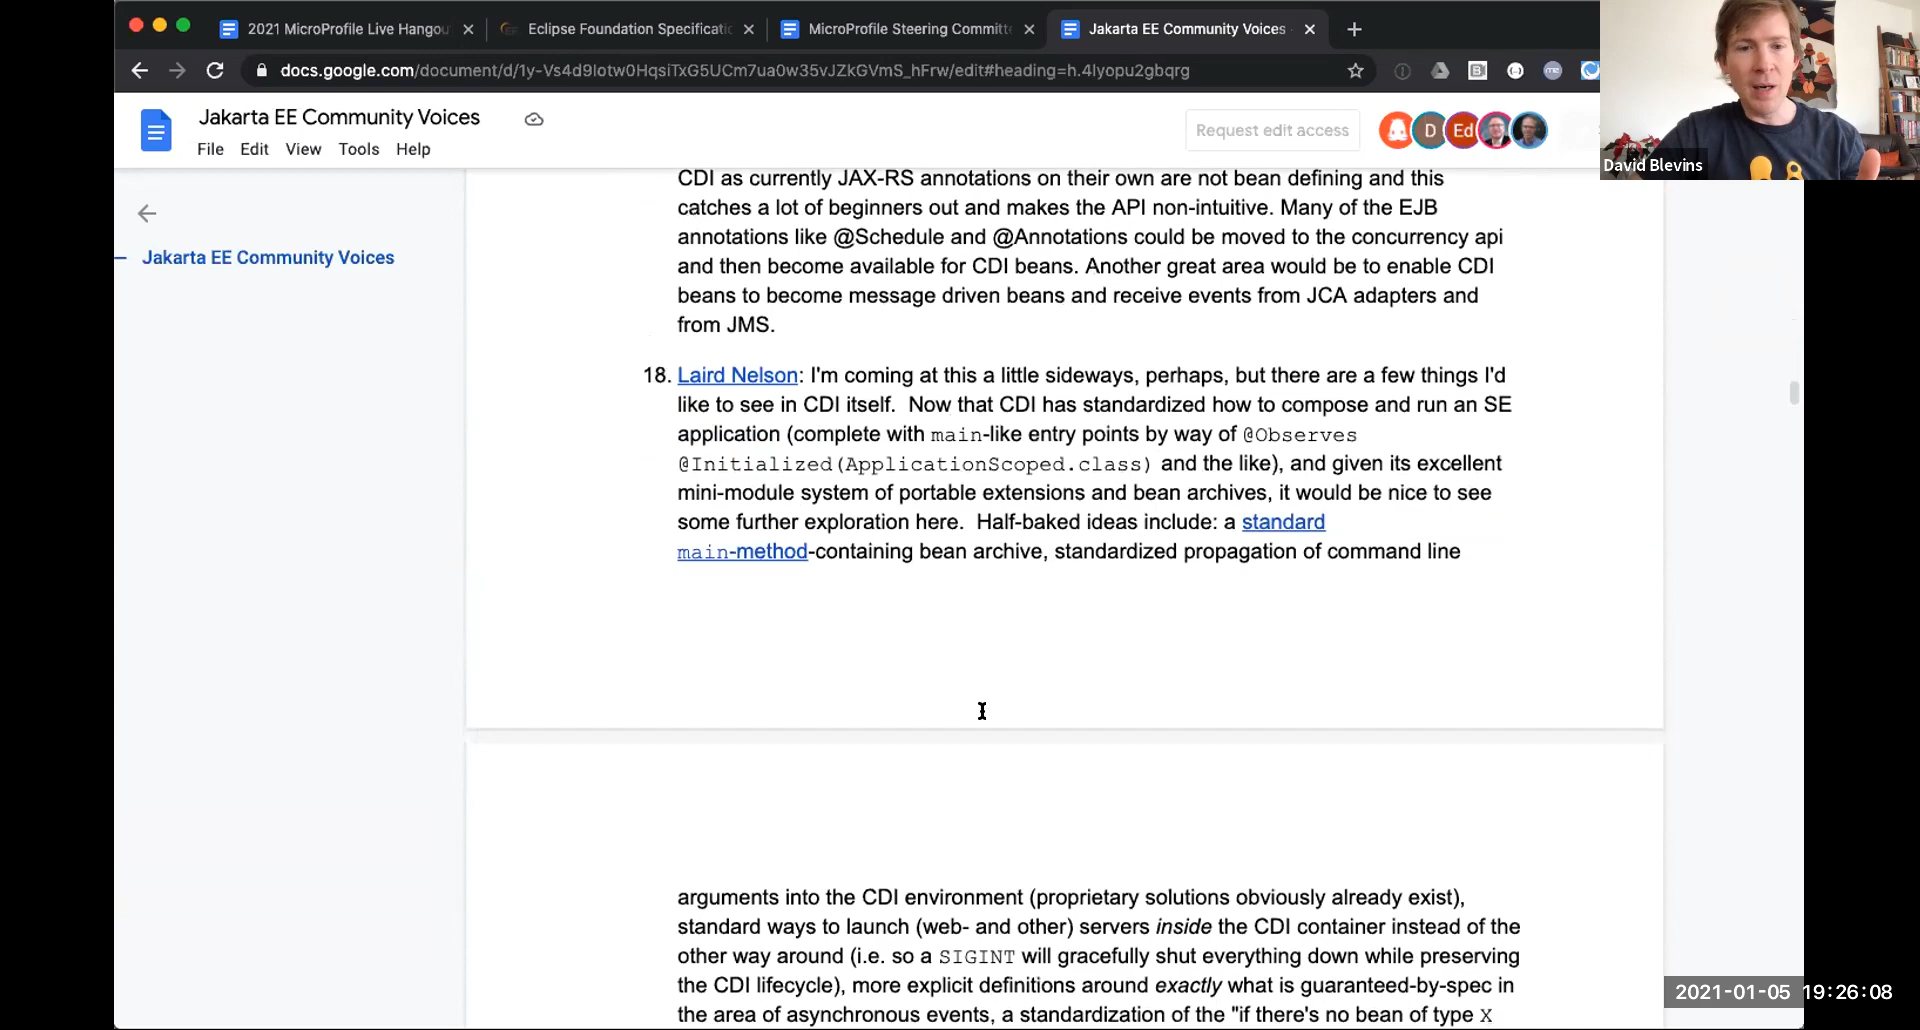 2021 MicroProfile Live Hangou
Eclipse Foundation Specificatio
MicroProfile Steering Committe
Jakarta EE Community Voices
docs.google.com/document/d/1y-Vs4d9Iotw0HqsiTxG5UCm7ua0w35vJZkGVmS_hFrw/edit#heading=h.4lyopu2gbqrg
Jakarta EE Community Voices
File Edit View Tools Help
Request edit access
D
Ed
David Blevins
Jakarta EE Community Voices
CDI as currently JAX-RS annotations on their own are not bean defining and this
catches a lot of beginners out and makes the API non-intuitive. Many of the EJB
annotations like @Schedule and @Annotations could be moved to the concurrency api
and then become available for CDI beans. Another great area would be to enable CDI
beans to become message driven beans and receive events from JCA adapters and
from JMS.
18. Laird Nelson: I'm coming at this a little sideways, perhaps, but there are a few things I'd
like to see in CDI itself.  Now that CDI has standardized how to compose and run an SE
application (complete with main-like entry points by way of @Observes
@Initialized(ApplicationScoped.class) and the like), and given its excellent
mini-module system of portable extensions and bean archives, it would be nice to see
some further exploration here.  Half-baked ideas include: a standard
main-method-containing bean archive, standardized propagation of command line
arguments into the CDI environment (proprietary solutions obviously already exist),
standard ways to launch (web- and other) servers inside the CDI container instead of the
other way around (i.e. so a SIGINT will gracefully shut everything down while preserving
the CDI lifecycle), more explicit definitions around exactly what is guaranteed-by-spec in
the area of asynchronous events, a standardization of the "if there's no bean of type X
2021-01-05 19:26:08